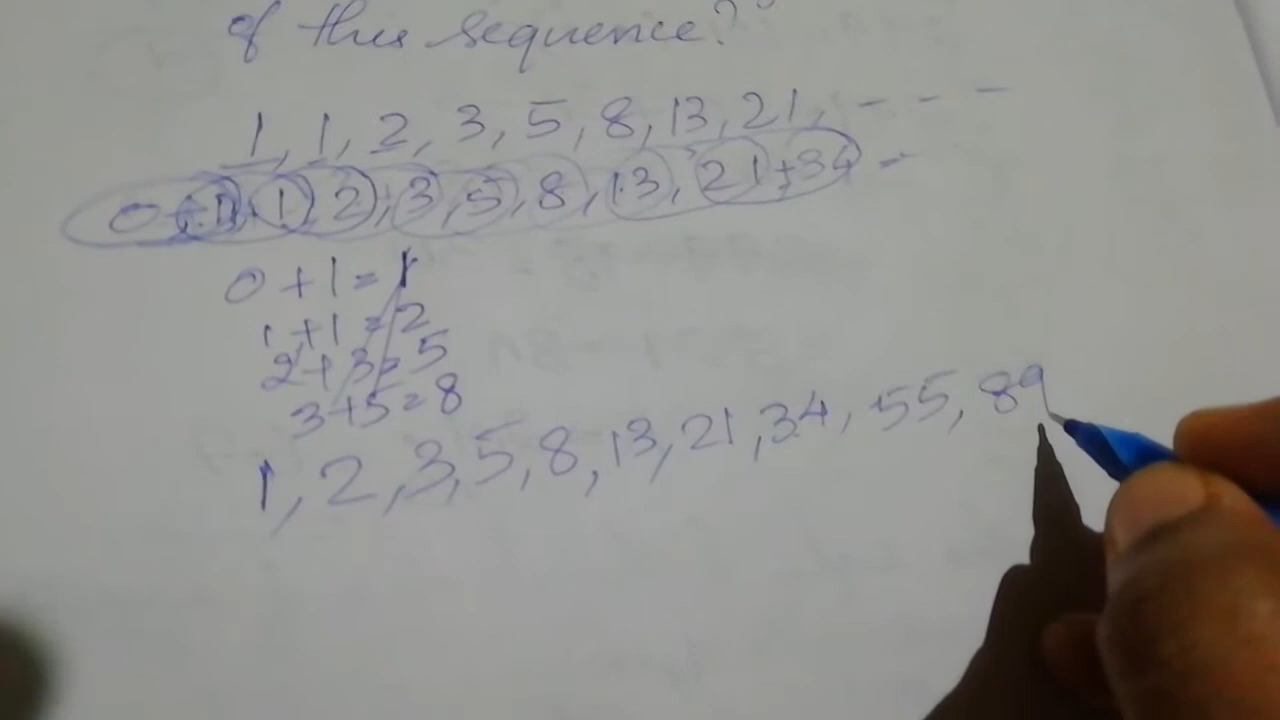 of this sequence?
1, 1, 2, 3, 5, 8, 13, 21, - - -
0+1, 1, 2, 3, 5, 8, 13, 21+34 -
0+1=1
1+1=2
2+3=5
3+5=8
1, 2, 3, 5, 8, 13, 21, 34, 55, 89